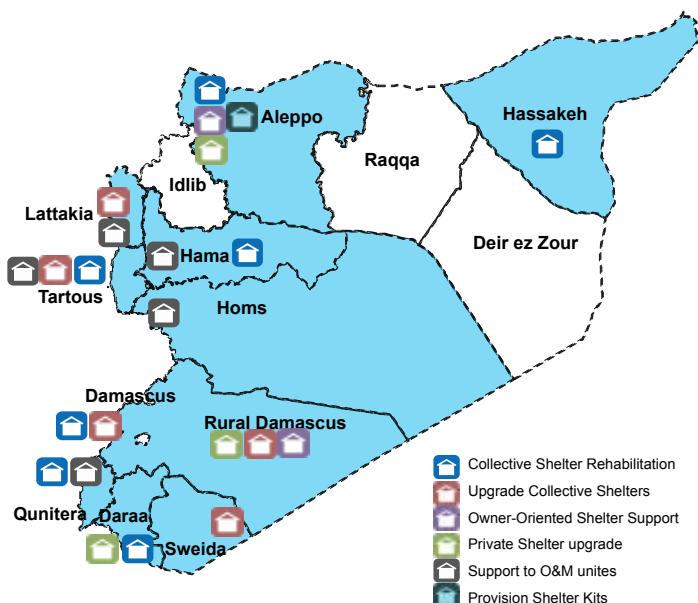 Aleppo
Hassakeh
Raqqa
Idlib
Lattakia
Deir ez Zour
Hama
Tartous
Homs
Damascus
Rural Damascus
Qunitera
Daraa
Sweida
Collective Shelter Rehabilitation
Upgrade Collective Shelters
Owner-Oriented Shelter Support
Private Shelter upgrade
Support to O&M unites
Provision Shelter Kits